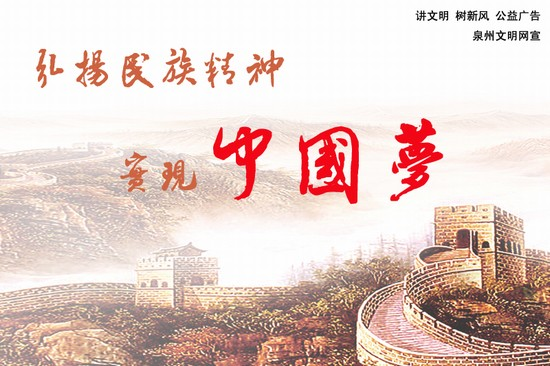 讲文明 树新风 公益广告
泉州文明网宣
弘揚民族精神
實現 中國夢